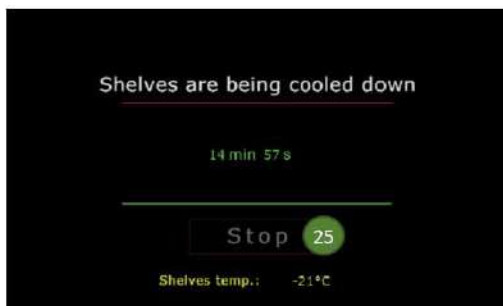 Shelves are being cooled down
14 min 57 s
Stop 25
Shelves temp.: -21°C